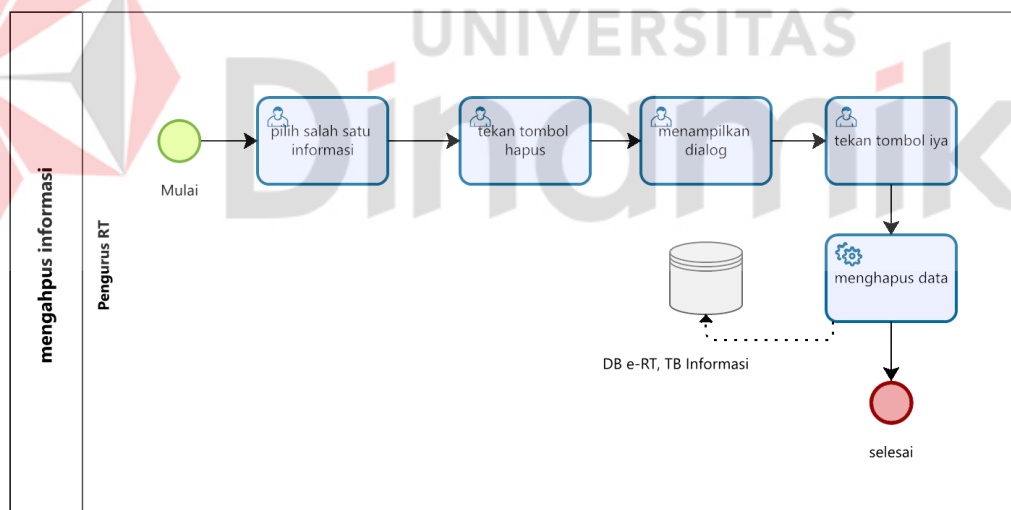 UNIVERSITAS
Dinamik
mengahpus informasi
Pengurus RT
Mulai
pilih salah satu
informasi
tekan tombol
hapus
menampilkan
dialog
tekan tombol iya
menghapus data
DB e-RT, TB Informasi
selesai